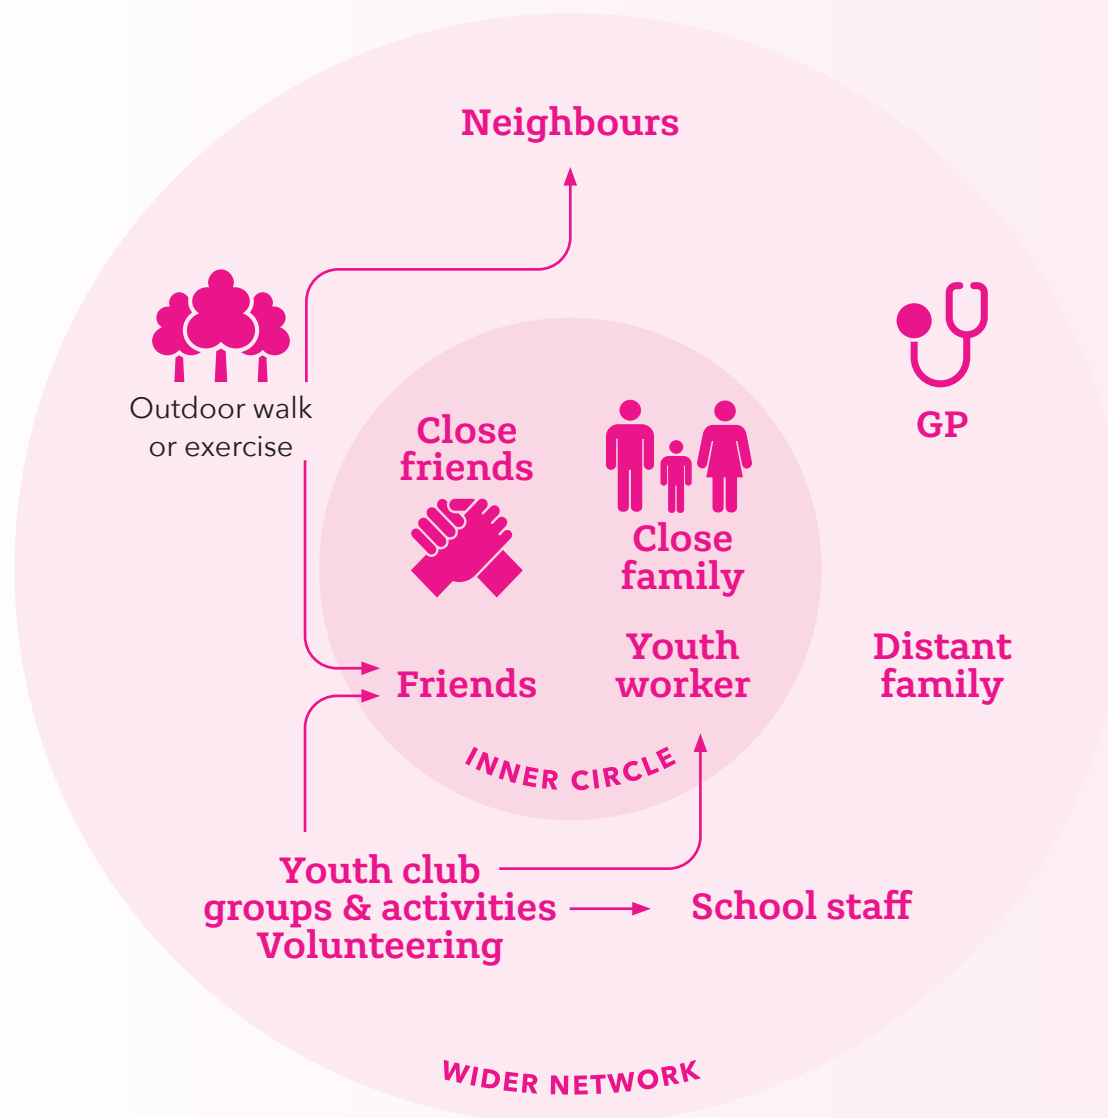 Neighbours
Outdoor walk
or exercise
GP
Close
friends
Close
family
Friends
Youth
worker
Distant
family
INNER CIRCLE
Youth club
groups & activities
Volunteering
School staff
WIDER NETWORK